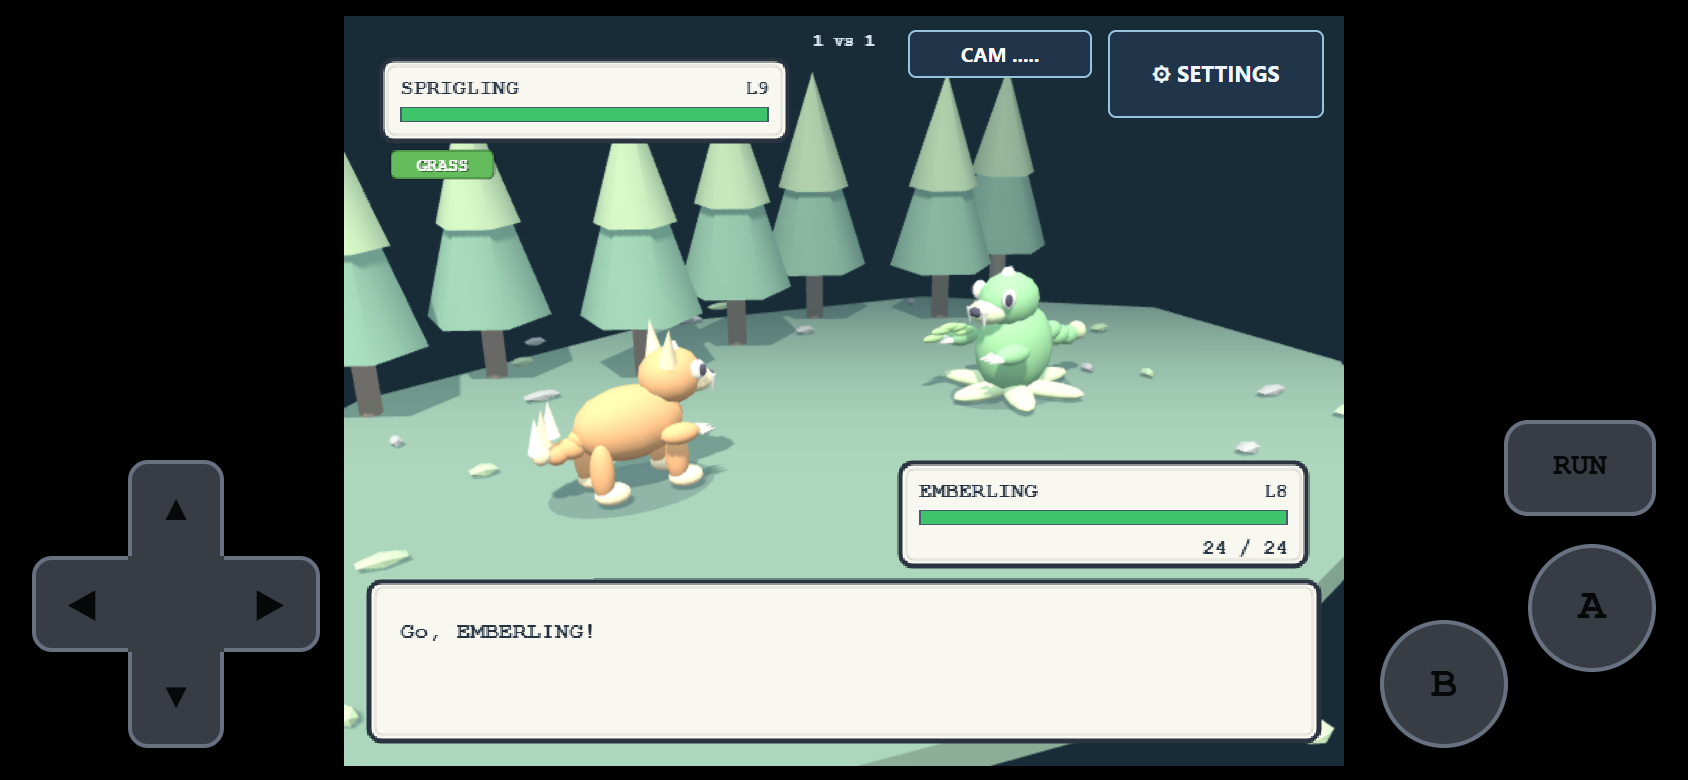 1 vs 1
CAM .....
⚙ SETTINGS
SPRIGLING L9
GRASS
EMBERLING L8
24 / 24
Go, EMBERLING!
RUN
A
B